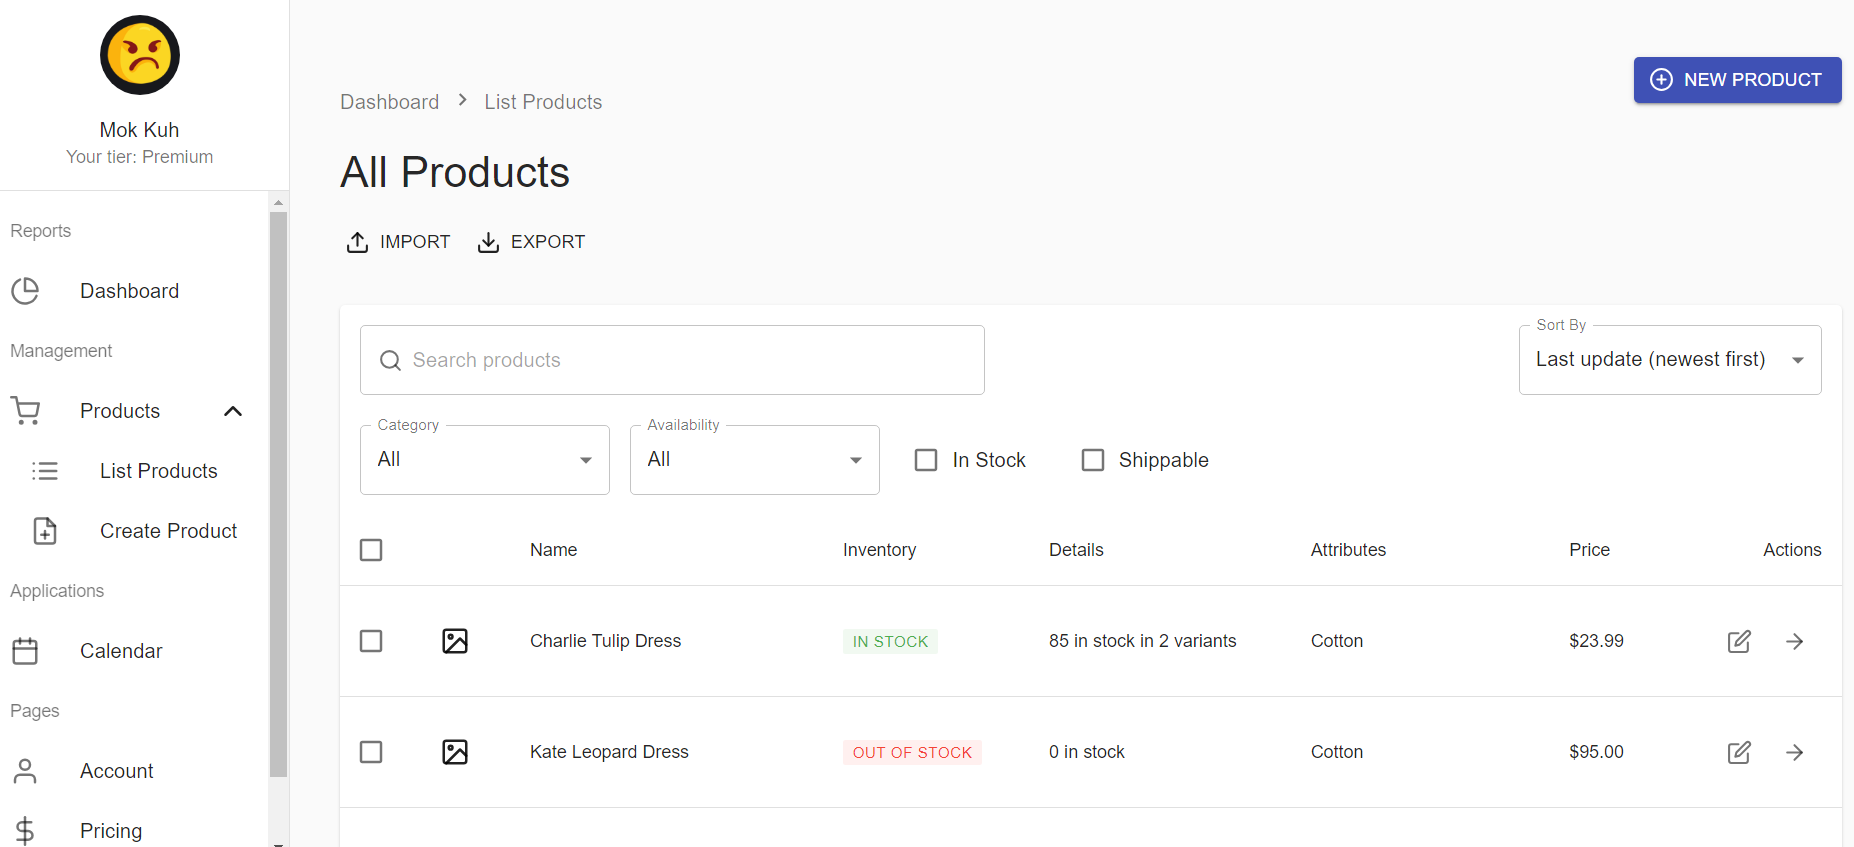 Mok Kuh
Your tier: Premium
Reports
Dashboard
Management
Products
List Products
Create Product
Applications
Calendar
Pages
Account
Pricing
Dashboard List Products
NEW PRODUCT
All Products
IMPORT EXPORT
Search products
Sort By
Last update (newest first)
Category
All
Availability
All
In Stock
Shippable
Name Inventory Details Attributes Price Actions
Charlie Tulip Dress IN STOCK 85 in stock in 2 variants Cotton $23.99
Kate Leopard Dress OUT OF STOCK 0 in stock Cotton $95.00